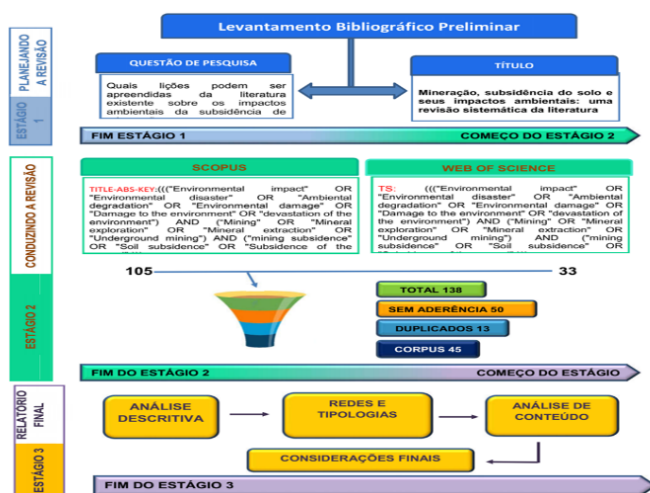 Levantamento Bibliográfico Preliminar
ESTÁGIO 1
PLANEJANDO A REVISÃO
QUESTÃO DE PESQUISA
Quais lições podem ser
apreendidas da literatura
existente sobre os impactos
ambientais da subsidência de
TÍTULO
Mineração, subsidência do solo e
seus impactos ambientais: uma
revisão sistemática da literatura
FIM ESTÁGIO 1
COMEÇO DO ESTÁGIO 2
ESTÁGIO 2
CONDUZINDO A REVISÃO
SCOPUS
TITLE-ABS-KEY:((("Environmental impact" OR
"Environmental disaster" OR "Ambiental
degradation" OR "Environmental damage" OR
"Damage to the environment" OR "devastation of
the environment") AND ("Mining" OR "Mineral
exploration" OR "Mineral extraction" OR
"Underground mining") AND ("mining subsidence"
OR "Soil subsidence" OR "Subsidence of the
WEB OF SCIENCE
TS: ((("Environmental impact" OR
"Environmental disaster" OR "Ambiental
degradation" OR "Environmental damage" OR
"Damage to the environment" OR "devastation of
the environment") AND ("Mining" OR "Mineral
exploration" OR "Mineral extraction" OR
"Underground mining") AND ("mining
subsidence" OR "Soil subsidence" OR
105
33
TOTAL 138
SEM ADERÊNCIA 50
DUPLICADOS 13
CORPUS 45
FIM DO ESTÁGIO 2
COMEÇO DO ESTÁGIO
ESTÁGIO 3
RELATÓRIO FINAL
ANÁLISE
DESCRITIVA
REDES E
TIPOLOGIAS
ANÁLISE DE
CONTEÚDO
CONSIDERAÇÕES FINAIS
FIM DO ESTÁGIO 3